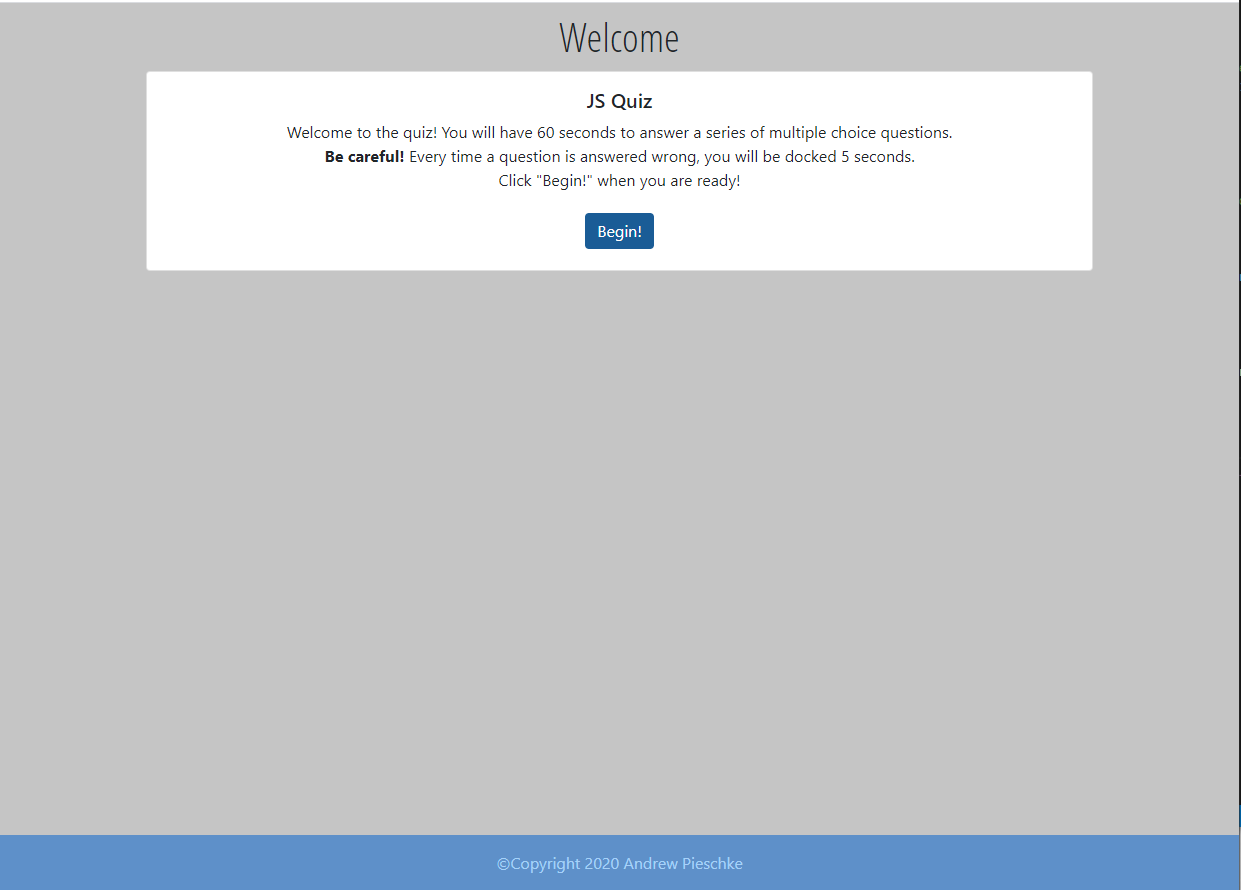 Welcome
JS Quiz
Welcome to the quiz! You will have 60 seconds to answer a series of multiple choice questions.
Be careful! Every time a question is answered wrong, you will be docked 5 seconds.
Click "Begin!" when you are ready!
Begin!
©Copyright 2020 Andrew Pieschke